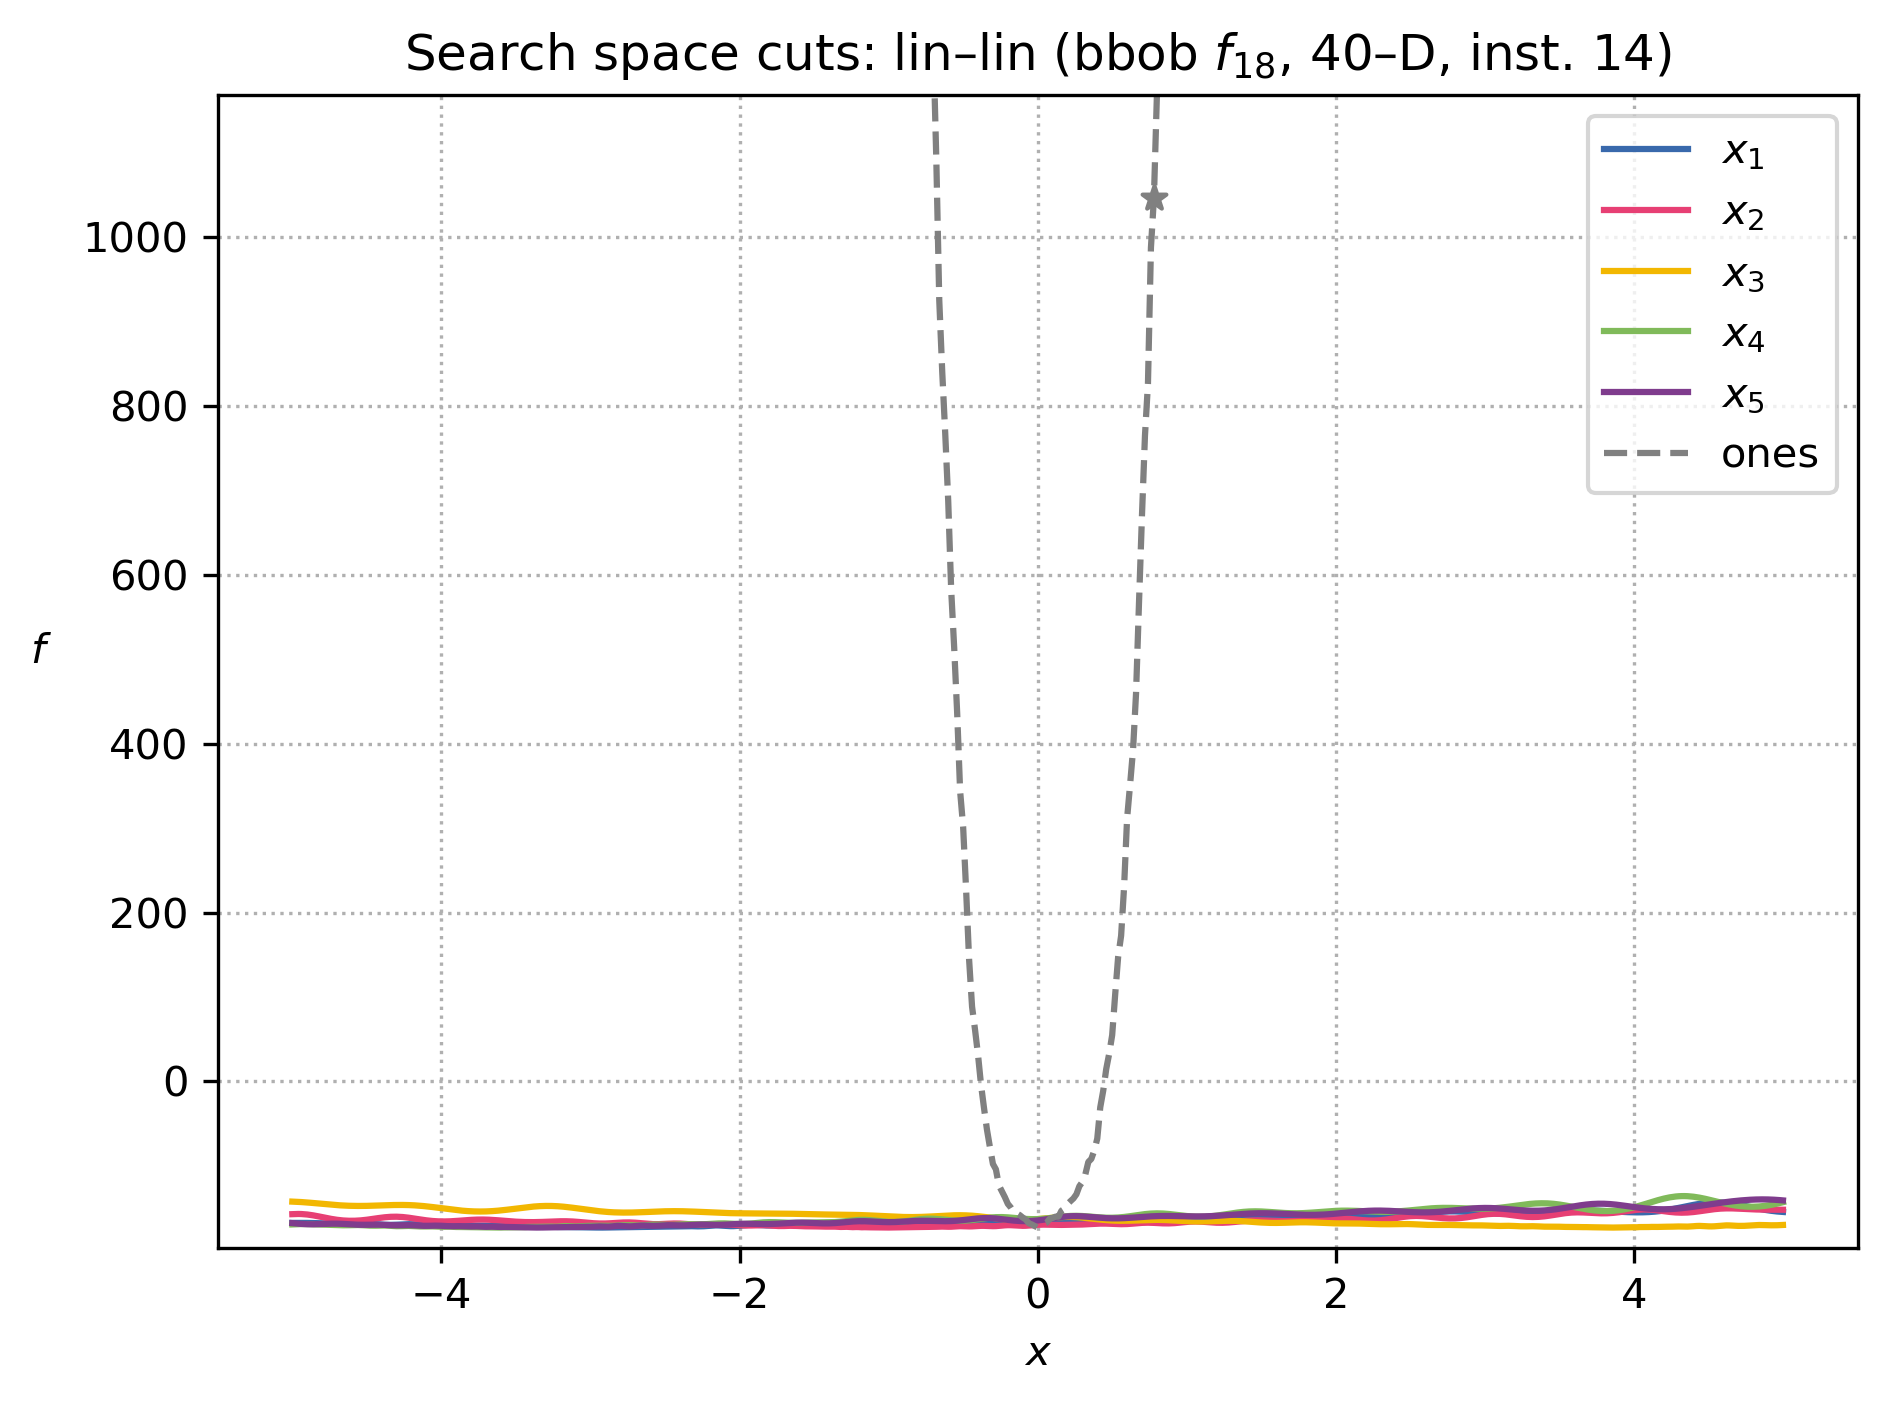 Search space cuts: lin–lin (bbob f18, 40–D, inst. 14)
1000
800
600
400
200
0
f
−4
−2
0
2
4
x
x1
x2
x3
x4
x5
ones